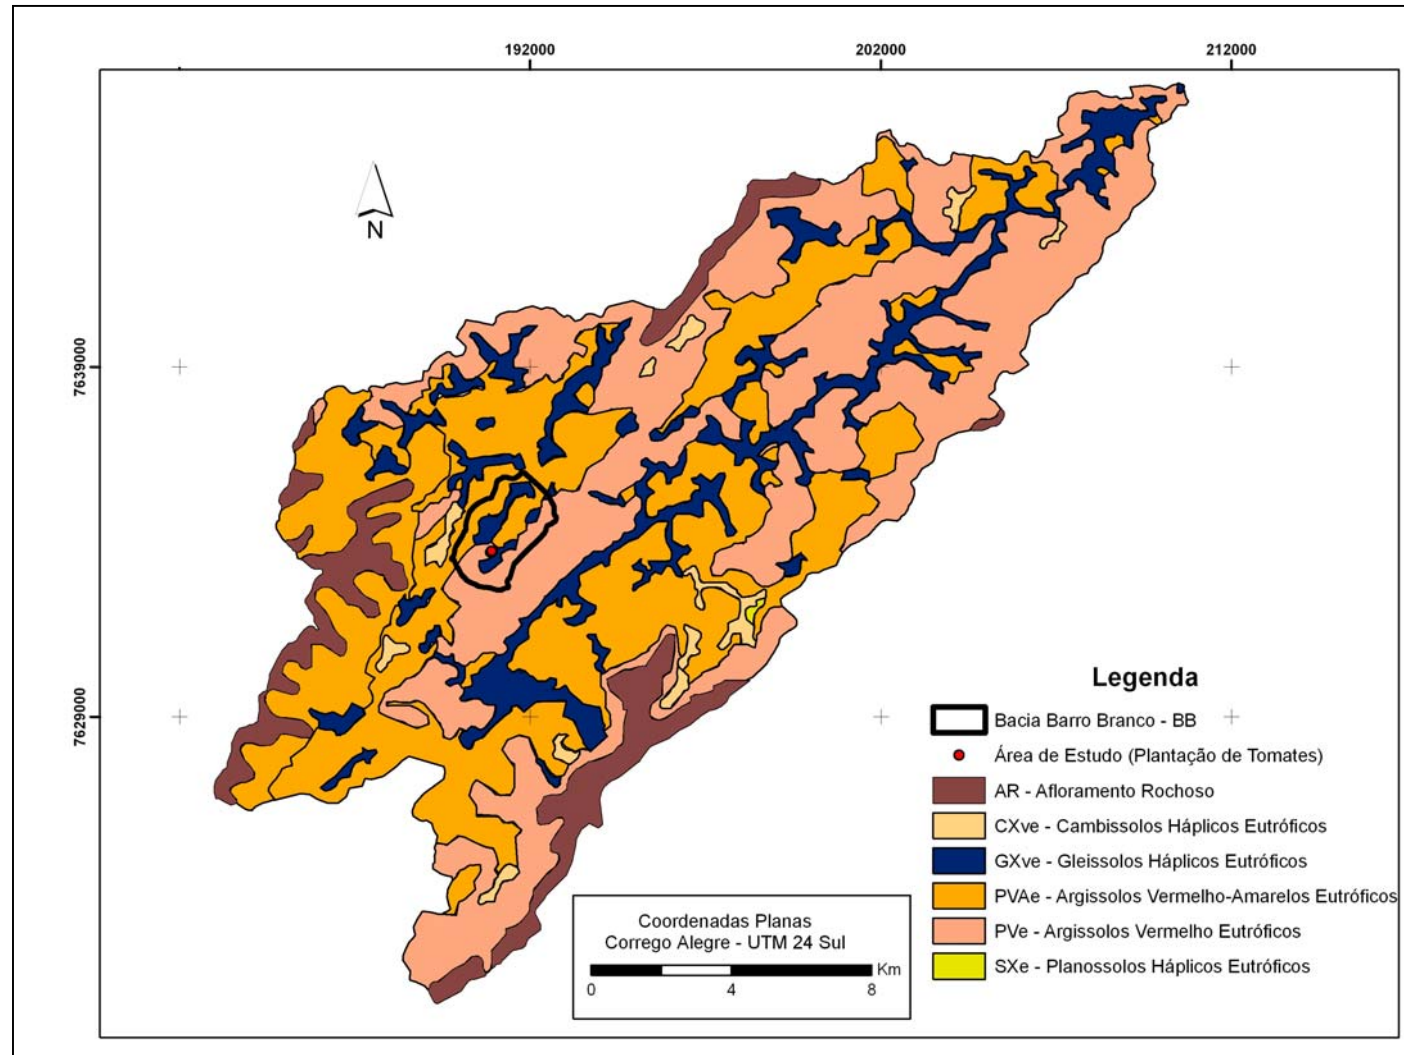 192000
202000
212000
N
7639000
7629000
Legenda
Bacia Barro Branco - BB
Área de Estudo (Plantação de Tomates)
AR - Afloramento Rochoso
CXve - Cambissolos Háplicos Eutróficos
GXve - Gleissolos Háplicos Eutróficos
PVAe - Argissolos Vermelho-Amarelos Eutróficos
PVe - Argissolos Vermelho Eutróficos
SXe - Planossolos Háplicos Eutróficos
Coordenadas Planas
Corrego Alegre - UTM 24 Sul
Km
0 4 8